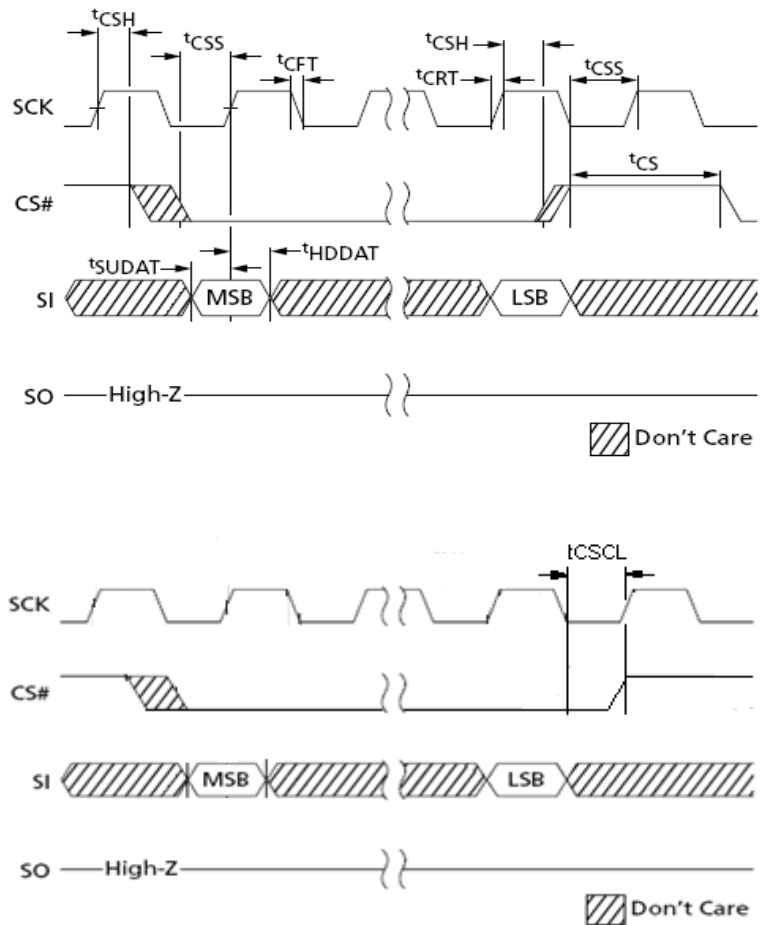 tCSH
tCSS
tCFT
tCSH
tCRT
tCSS
SCK
tCS
CS#
tSUDAT
tHDDAT
SI
MSB
LSB
SO
High-Z
Don't Care
tCSCL
SCK
CS#
SI
MSB
LSB
SO
High-Z
Don't Care